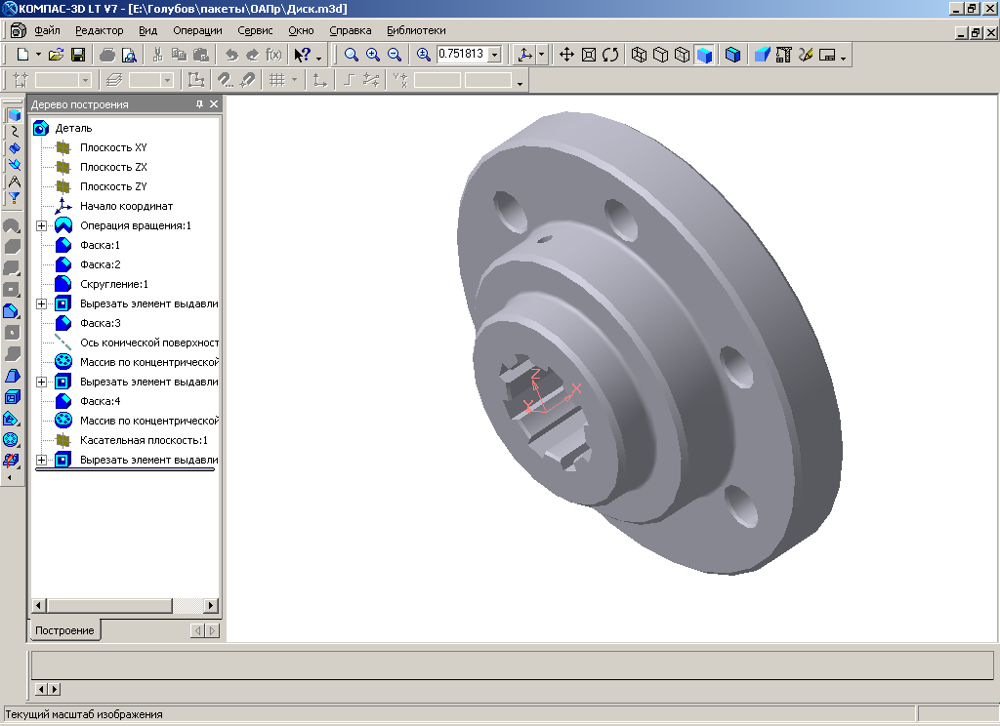 КОМПАС-3D LT V7 - [E:\Голубов\пакеты\ОАПр\Диск.m3d]
Файл Редактор Вид Операции Сервис Окно Справка Библиотеки
f(x) 0.751813
Дерево построения
Деталь
Плоскость XY
Плоскость ZX
Плоскость ZY
Начало координат
Операция вращения:1
Фаска:1
Фаска:2
Скругление:1
Вырезать элемент выдавли
Фаска:3
Ось конической поверхност
Массив по концентрической
Вырезать элемент выдавли
Фаска:4
Массив по концентрической
Касательная плоскость:1
Вырезать элемент выдавли
Z
X
Y
Построение
Текущий масштаб изображения